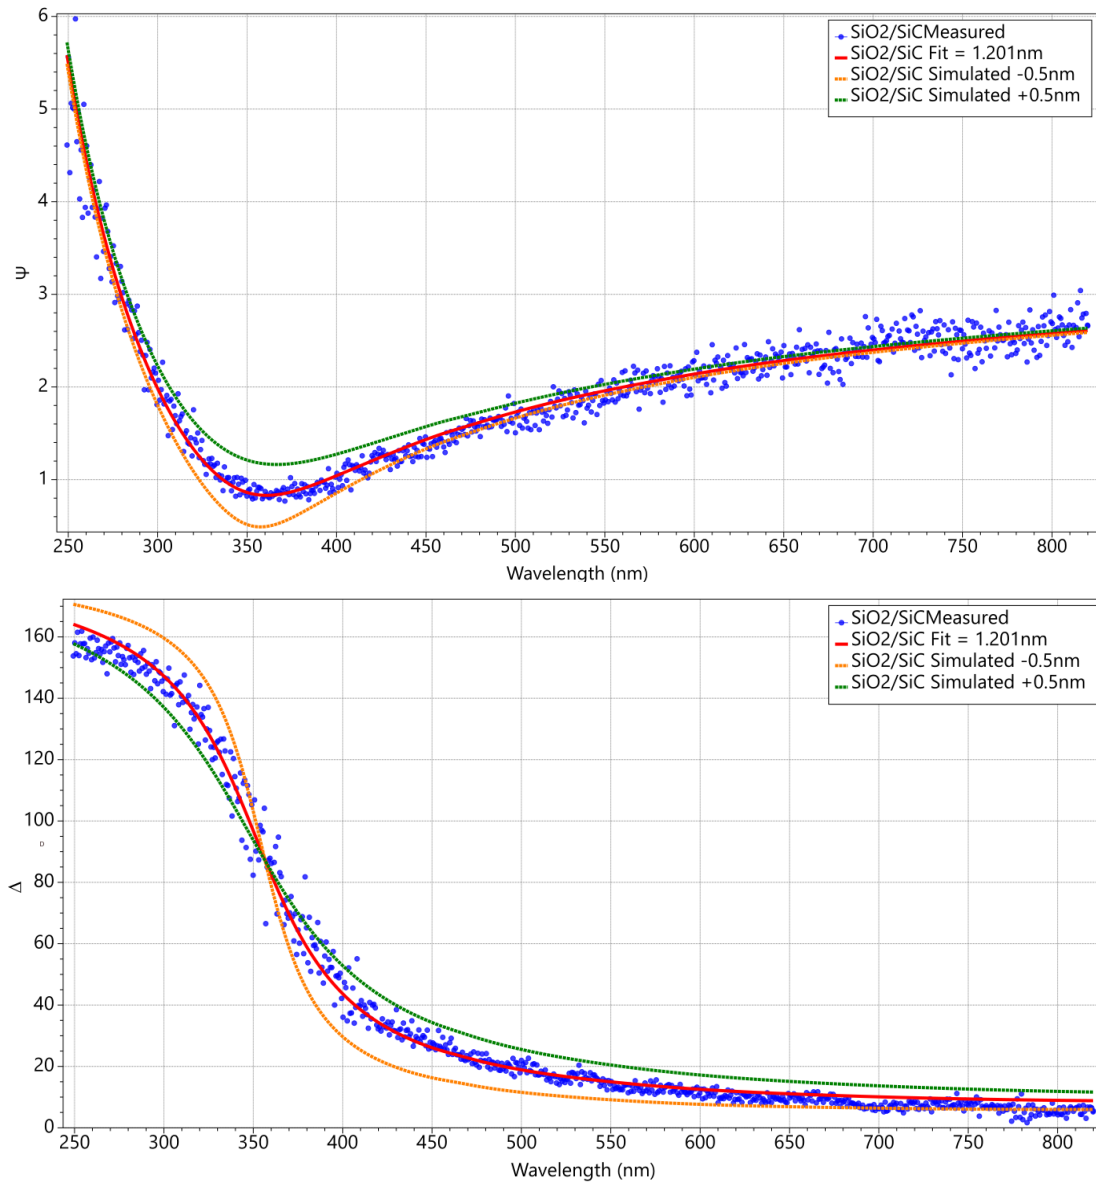 6
5
4
3
2
1
Ψ
SiO2/SiCMeasured
SiO2/SiC Fit = 1.201nm
SiO2/SiC Simulated -0.5nm
SiO2/SiC Simulated +0.5nm
250 300 350 400 450 500 550 600 650 700 750 800
Wavelength (nm)
160
140
120
100
80
60
40
20
0
D
Δ
SiO2/SiCMeasured
SiO2/SiC Fit = 1.201nm
SiO2/SiC Simulated -0.5nm
SiO2/SiC Simulated +0.5nm
250 300 350 400 450 500 550 600 650 700 750 800
Wavelength (nm)